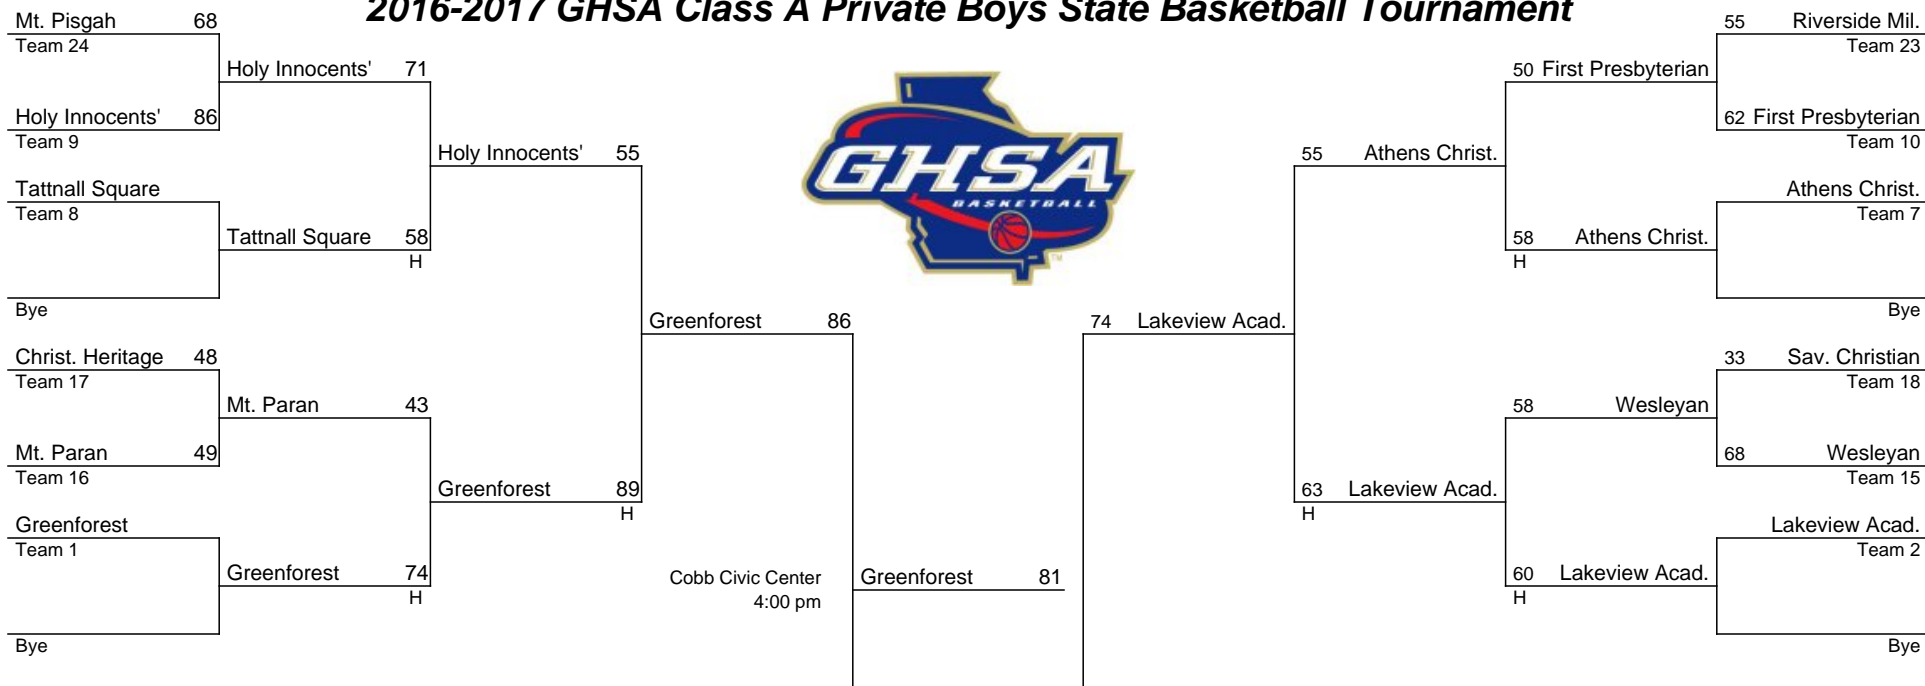 2016-2017 GHSA Class A Private Boys State Basketball Tournament
Mt. Pisgah 68
Team 24
Holy Innocents' 71
Holy Innocents' 86
Team 9
Holy Innocents' 55
Tattnall Square
Team 8
Tattnall Square 58
H
Bye
Greenforest 86
Christ. Heritage 48
Team 17
Mt. Paran 43
Mt. Paran 49
Team 16
Greenforest 89
H
Greenforest
Team 1
Greenforest 74
H
Bye
Cobb Civic Center
4:00 pm
Greenforest 81
GHSA
BASKETBALL
TM
55 Riverside Mil.
Team 23
50 First Presbyterian
62 First Presbyterian
Team 10
55 Athens Christ.
Athens Christ.
Team 7
58 Athens Christ.
H
Bye
74 Lakeview Acad.
33 Sav. Christian
Team 18
58 Wesleyan
68 Wesleyan
Team 15
63 Lakeview Acad.
H
Lakeview Acad.
Team 2
60 Lakeview Acad.
H
Bye